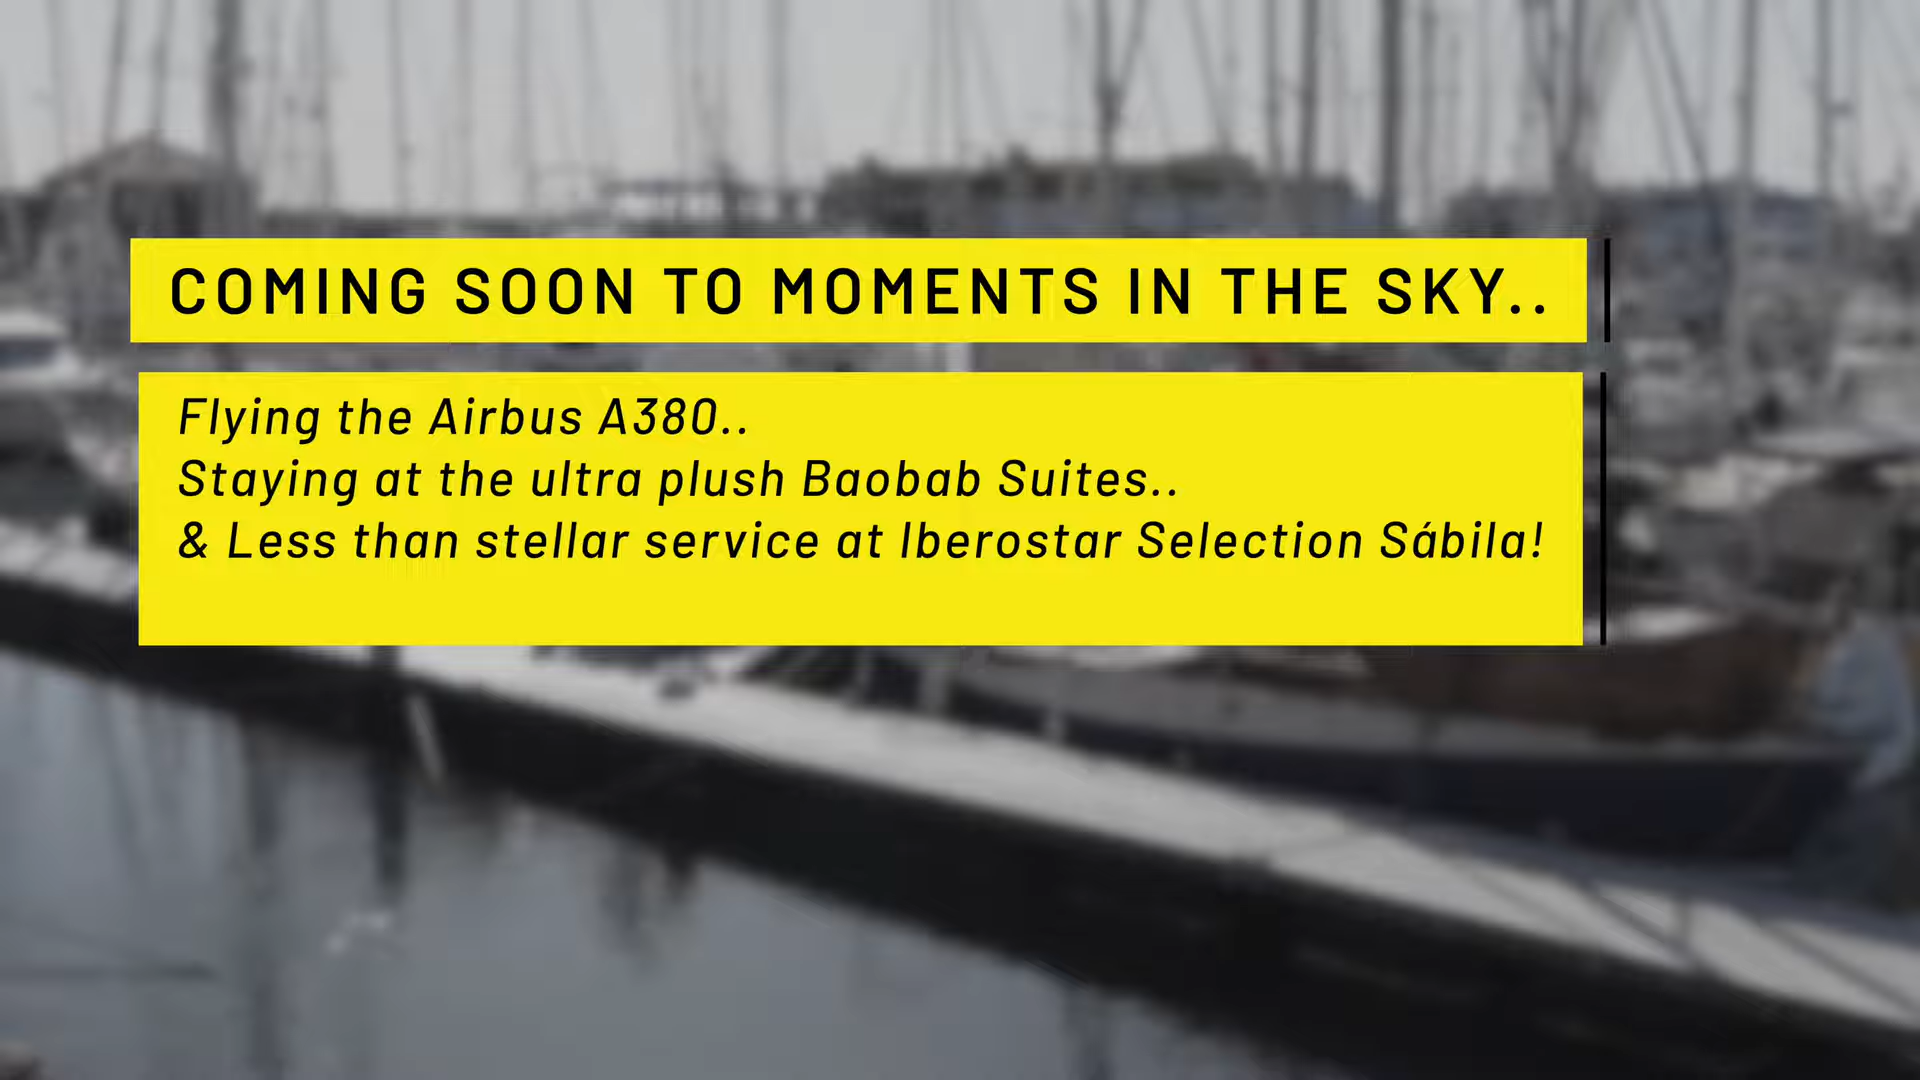 COMING SOON TO MOMENTS IN THE SKY..
Flying the Airbus A380..
Staying at the ultra plush Baobab Suites..
& Less than stellar service at Iberostar Selection Sábila!